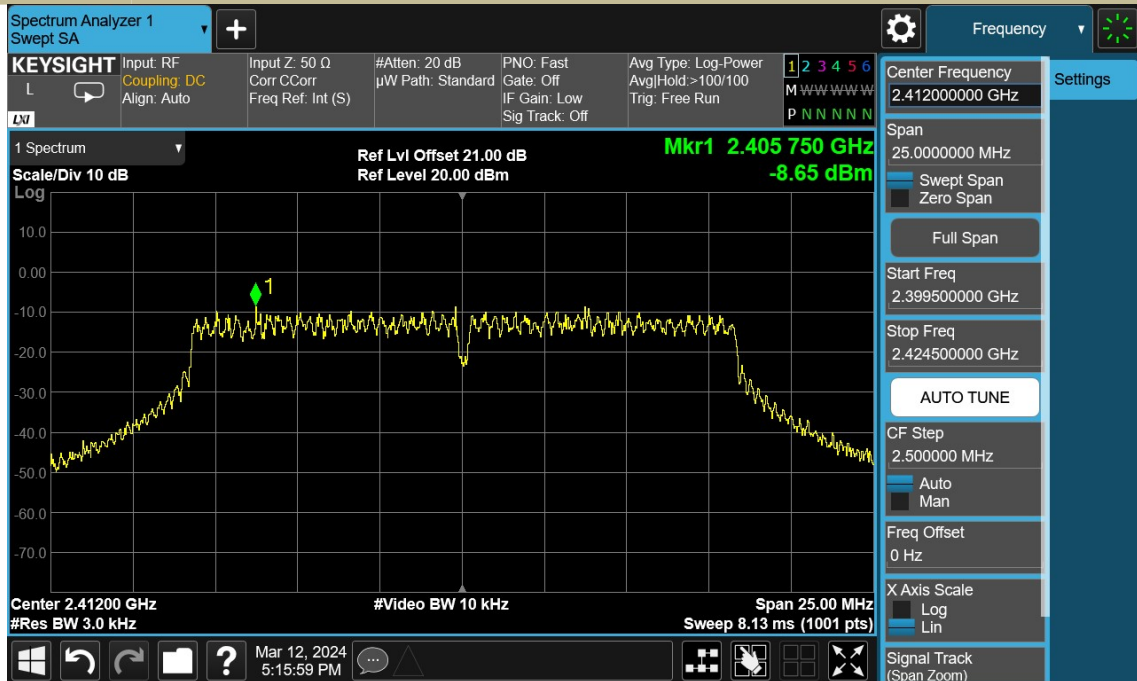 Spectrum Analyzer 1
Swept SA
Frequency
KEYSIGHT
L
LXI
Input: RF
Coupling: DC
Align: Auto
Input Z: 50 Ω
Corr CCorr
Freq Ref: Int (S)
#Atten: 20 dB
µW Path: Standard
PNO: Fast
Gate: Off
IF Gain: Low
Sig Track: Off
Avg Type: Log-Power
Avg|Hold:>100/100
Trig: Free Run
1 2 3 4 5 6
M W W W W W
P N N N N N
Center Frequency
2.412000000 GHz
Settings
Span
25.0000000 MHz
Swept Span
Zero Span
Full Span
Start Freq
2.399500000 GHz
Stop Freq
2.424500000 GHz
AUTO TUNE
CF Step
2.500000 MHz
Auto
Man
Freq Offset
0 Hz
X Axis Scale
Log
Lin
Signal Track
(Span Zoom)
1 Spectrum
Scale/Div 10 dB
Ref Lvl Offset 21.00 dB
Ref Level 20.00 dBm
Mkr1 2.405 750 GHz
-8.65 dBm
Log
10.0
0.00
1
-10.0
-20.0
-30.0
-40.0
-50.0
-60.0
-70.0
Center 2.41200 GHz
#Video BW 10 kHz
Span 25.00 MHz
#Res BW 3.0 kHz
Sweep 8.13 ms (1001 pts)
?
Mar 12, 2024
5:15:59 PM